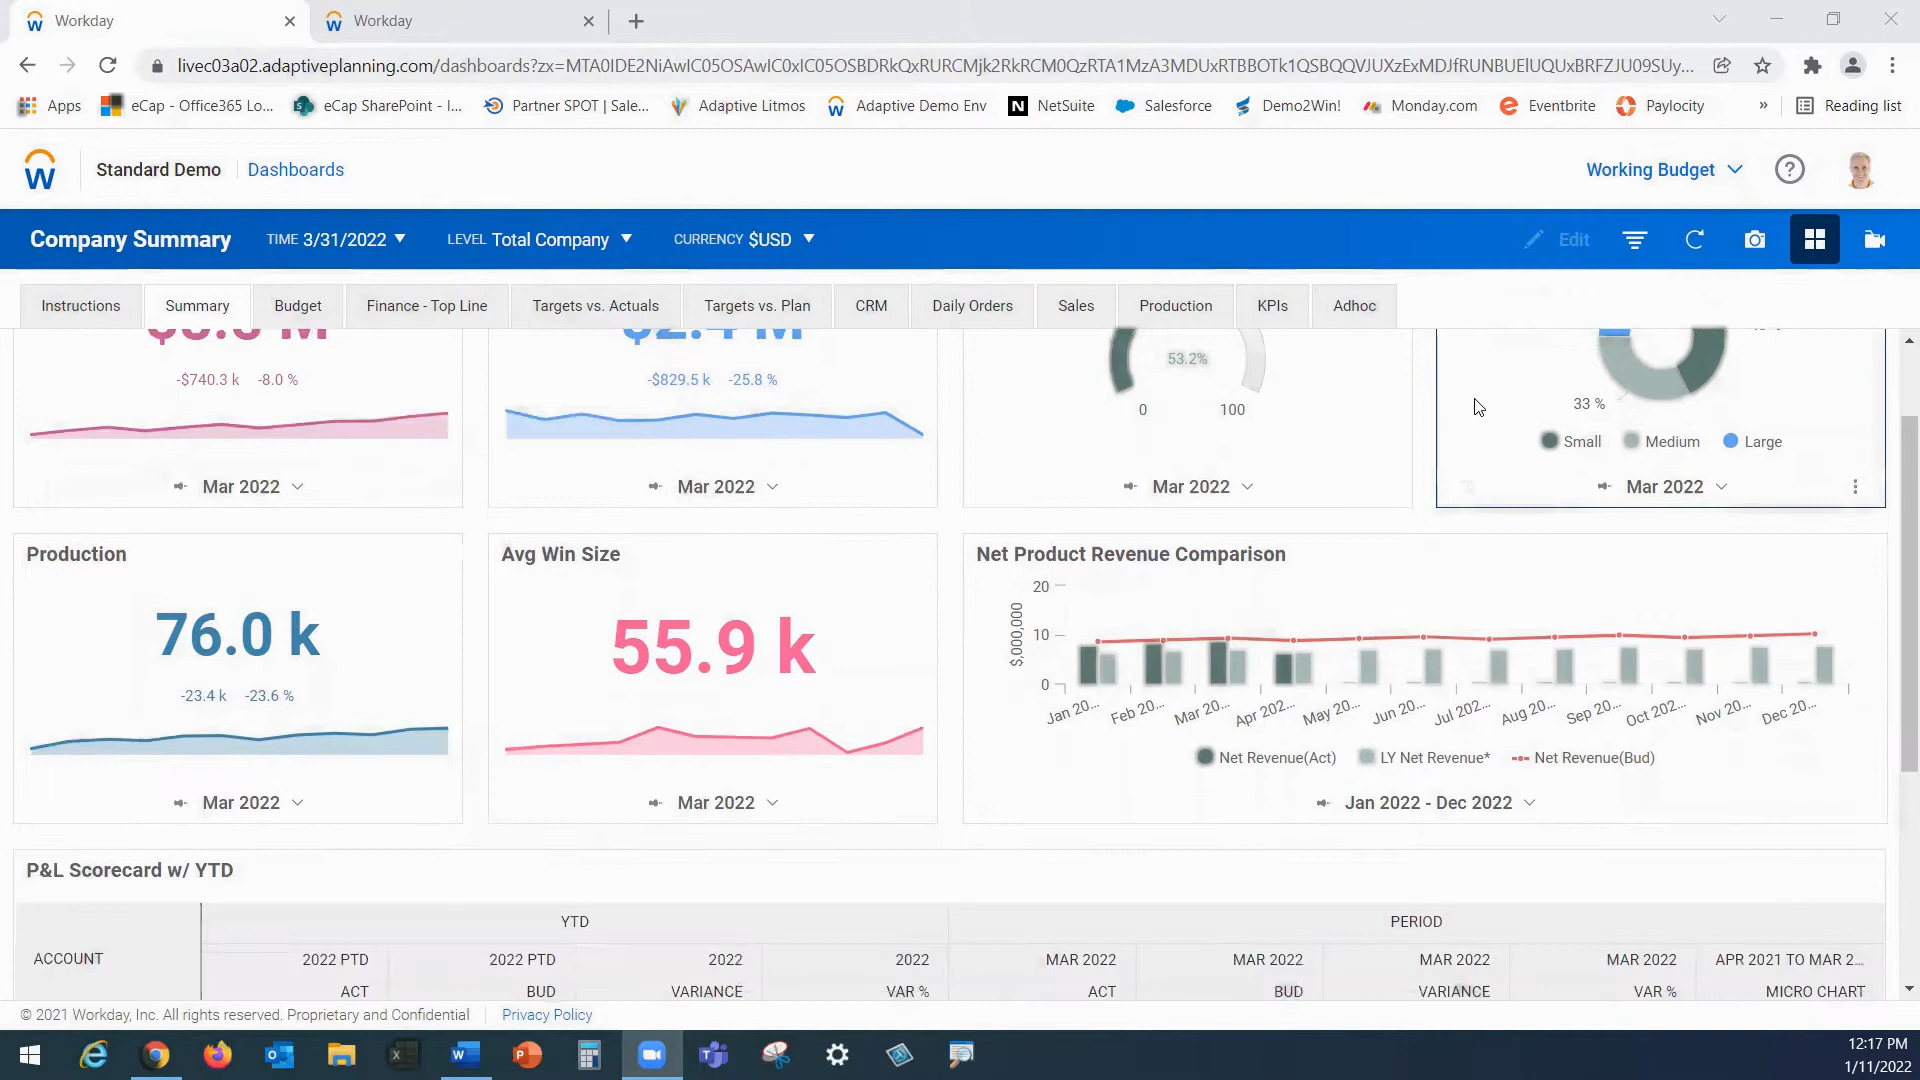 Workday
Workday
livec03a02.adaptiveplanning.com/dashboards?zx=
Apps
eCap - Office365 Lo...
eCap SharePoint - I...
Partner SPOT | Sale...
Adaptive Litmos
Adaptive Demo Env
NetSuite
Salesforce
Demo2Win!
Monday.com
Eventbrite
Paylocity
»
Reading list
Standard Demo
Dashboards
Working Budget
Company Summary
TIME 3/31/2022
LEVEL Total Company
CURRENCY $USD
Edit
Instructions
Summary
Budget
Finance - Top Line
Targets vs. Actuals
Targets vs. Plan
CRM
Daily Orders
Sales
Production
KPIs
Adhoc
-$740.3 k -8.0 %
Mar 2022
-$829.5 k -25.8 %
Mar 2022
53.2%
0 100
Mar 2022
33 %
Small Medium Large
Mar 2022
Production
76.0 k
-23.4 k -23.6 %
Mar 2022
Avg Win Size
55.9 k
Mar 2022
Net Product Revenue Comparison
$,000,000
20
10
0
Jan 20... Feb 20... Mar 20... Apr 202... May 20... Jun 20... Jul 202... Aug 20... Sep 20... Oct 202... Nov 20... Dec 20...
Net Revenue(Act) LY Net Revenue* Net Revenue(Bud)
Jan 2022 - Dec 2022
P&L Scorecard w/ YTD
YTD PERIOD
ACCOUNT
2022 PTD 2022 PTD 2022 2022 MAR 2022 MAR 2022 MAR 2022 MAR 2022 APR 2021 TO MAR 2...
ACT BUD VARIANCE VAR % ACT BUD VARIANCE VAR % MICRO CHART
© 2021 Workday, Inc. All rights reserved. Proprietary and Confidential
Privacy Policy
12:17 PM
1/11/2022